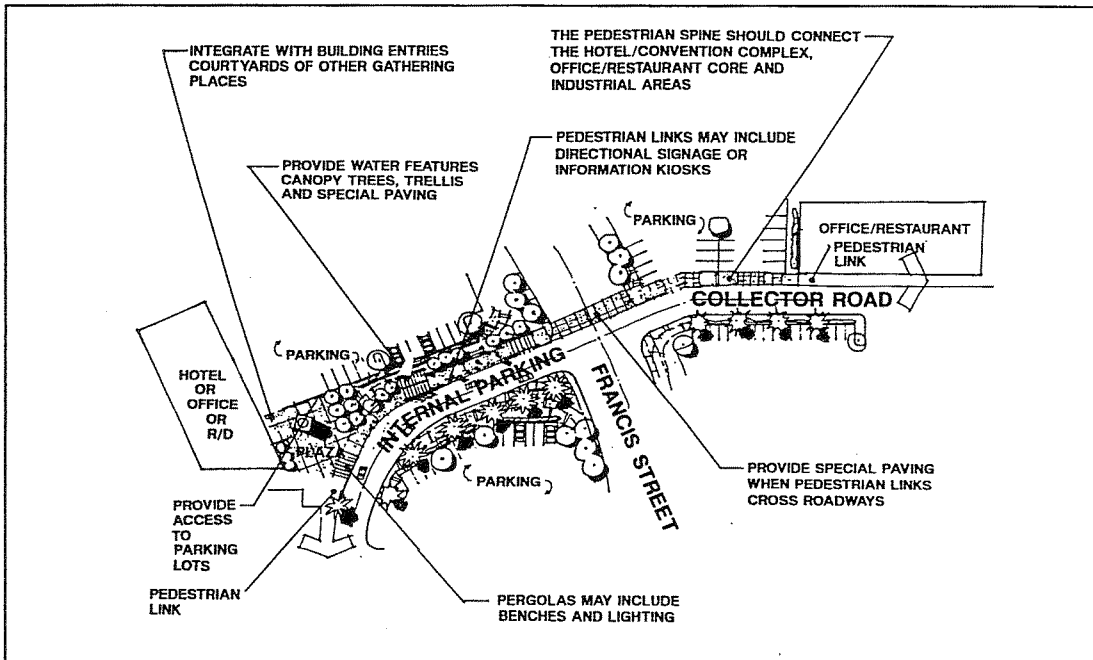 INTEGRATE WITH BUILDING ENTRIES
COURTYARDS OF OTHER GATHERING
PLACES
THE PEDESTRIAN SPINE SHOULD CONNECT
THE HOTEL/CONVENTION COMPLEX,
OFFICE/RESTAURANT CORE AND
INDUSTRIAL AREAS
PROVIDE WATER FEATURES
CANOPY TREES, TRELLIS
AND SPECIAL PAVING
PEDESTRIAN LINKS MAY INCLUDE
DIRECTIONAL SIGNAGE OR
INFORMATION KIOSKS
PARKING
OFFICE/RESTAURANT
PEDESTRIAN
LINK
COLLECTOR ROAD
PARKING
HOTEL
OR
OFFICE
OR
R/D
INTERNAL PARKING
FRANCIS STREET
PLAZA
PARKING
PROVIDE SPECIAL PAVING
WHEN PEDESTRIAN LINKS
CROSS ROADWAYS
PROVIDE
ACCESS
TO
PARKING
LOTS
PEDESTRIAN
LINK
PERGOLAS MAY INCLUDE
BENCHES AND LIGHTING